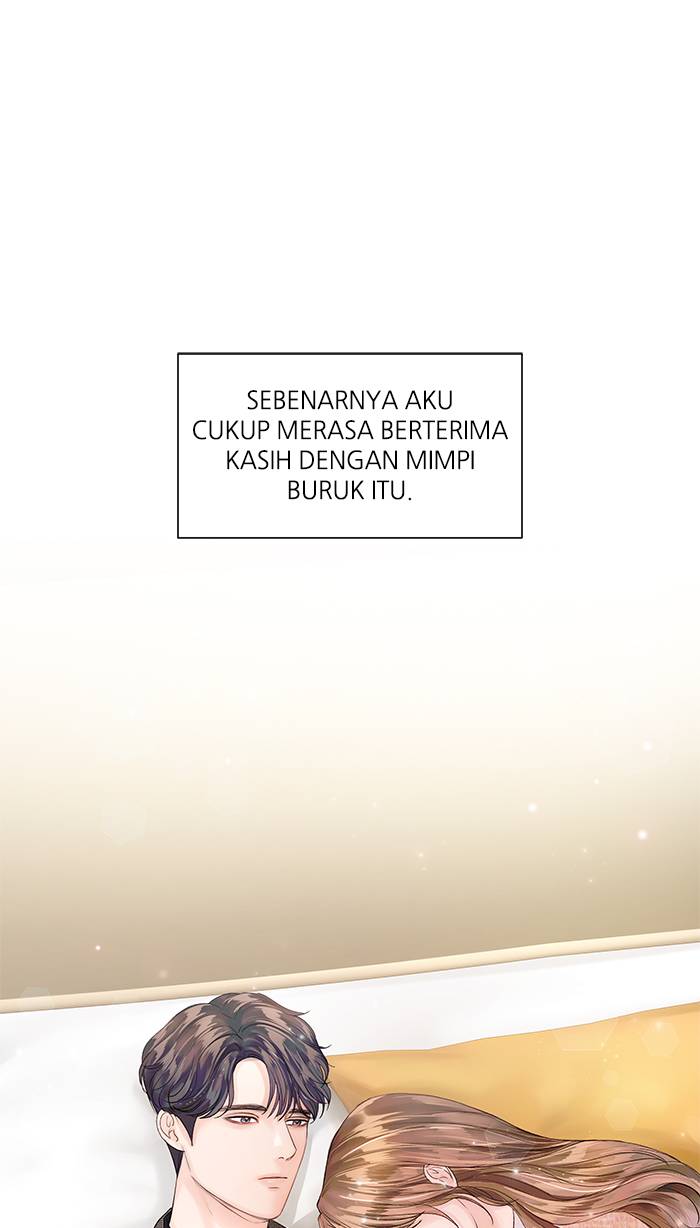 SEBENARNYA AKU
CUKUP MERASA BERTERIMA
KASIH DENGAN MIMPI
BURUK ITU.